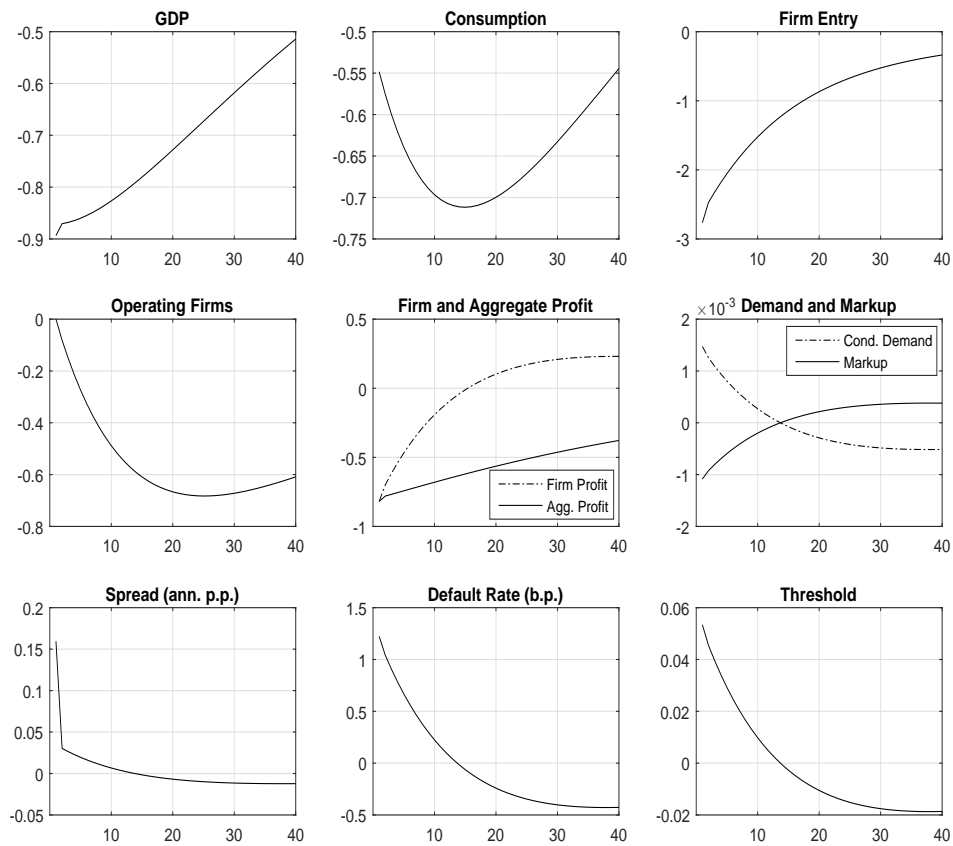 GDP
-0.5
-0.6
-0.7
-0.8
-0.9
10 20 30 40
Consumption
-0.5
-0.55
-0.6
-0.65
-0.7
-0.75
10 20 30 40
Firm Entry
0
-1
-2
-3
10 20 30 40
Operating Firms
0
-0.2
-0.4
-0.6
-0.8
10 20 30 40
Firm and Aggregate Profit
0.5
0
-0.5
-1
Firm Profit
Agg. Profit
10 20 30 40
×10⁻³ Demand and Markup
2
1
0
-1
-2
Cond. Demand
Markup
10 20 30 40
Spread (ann. p.p.)
0.2
0.15
0.1
0.05
0
-0.05
10 20 30 40
Default Rate (b.p.)
1.5
1
0.5
0
-0.5
10 20 30 40
Threshold
0.06
0.04
0.02
0
-0.02
10 20 30 40